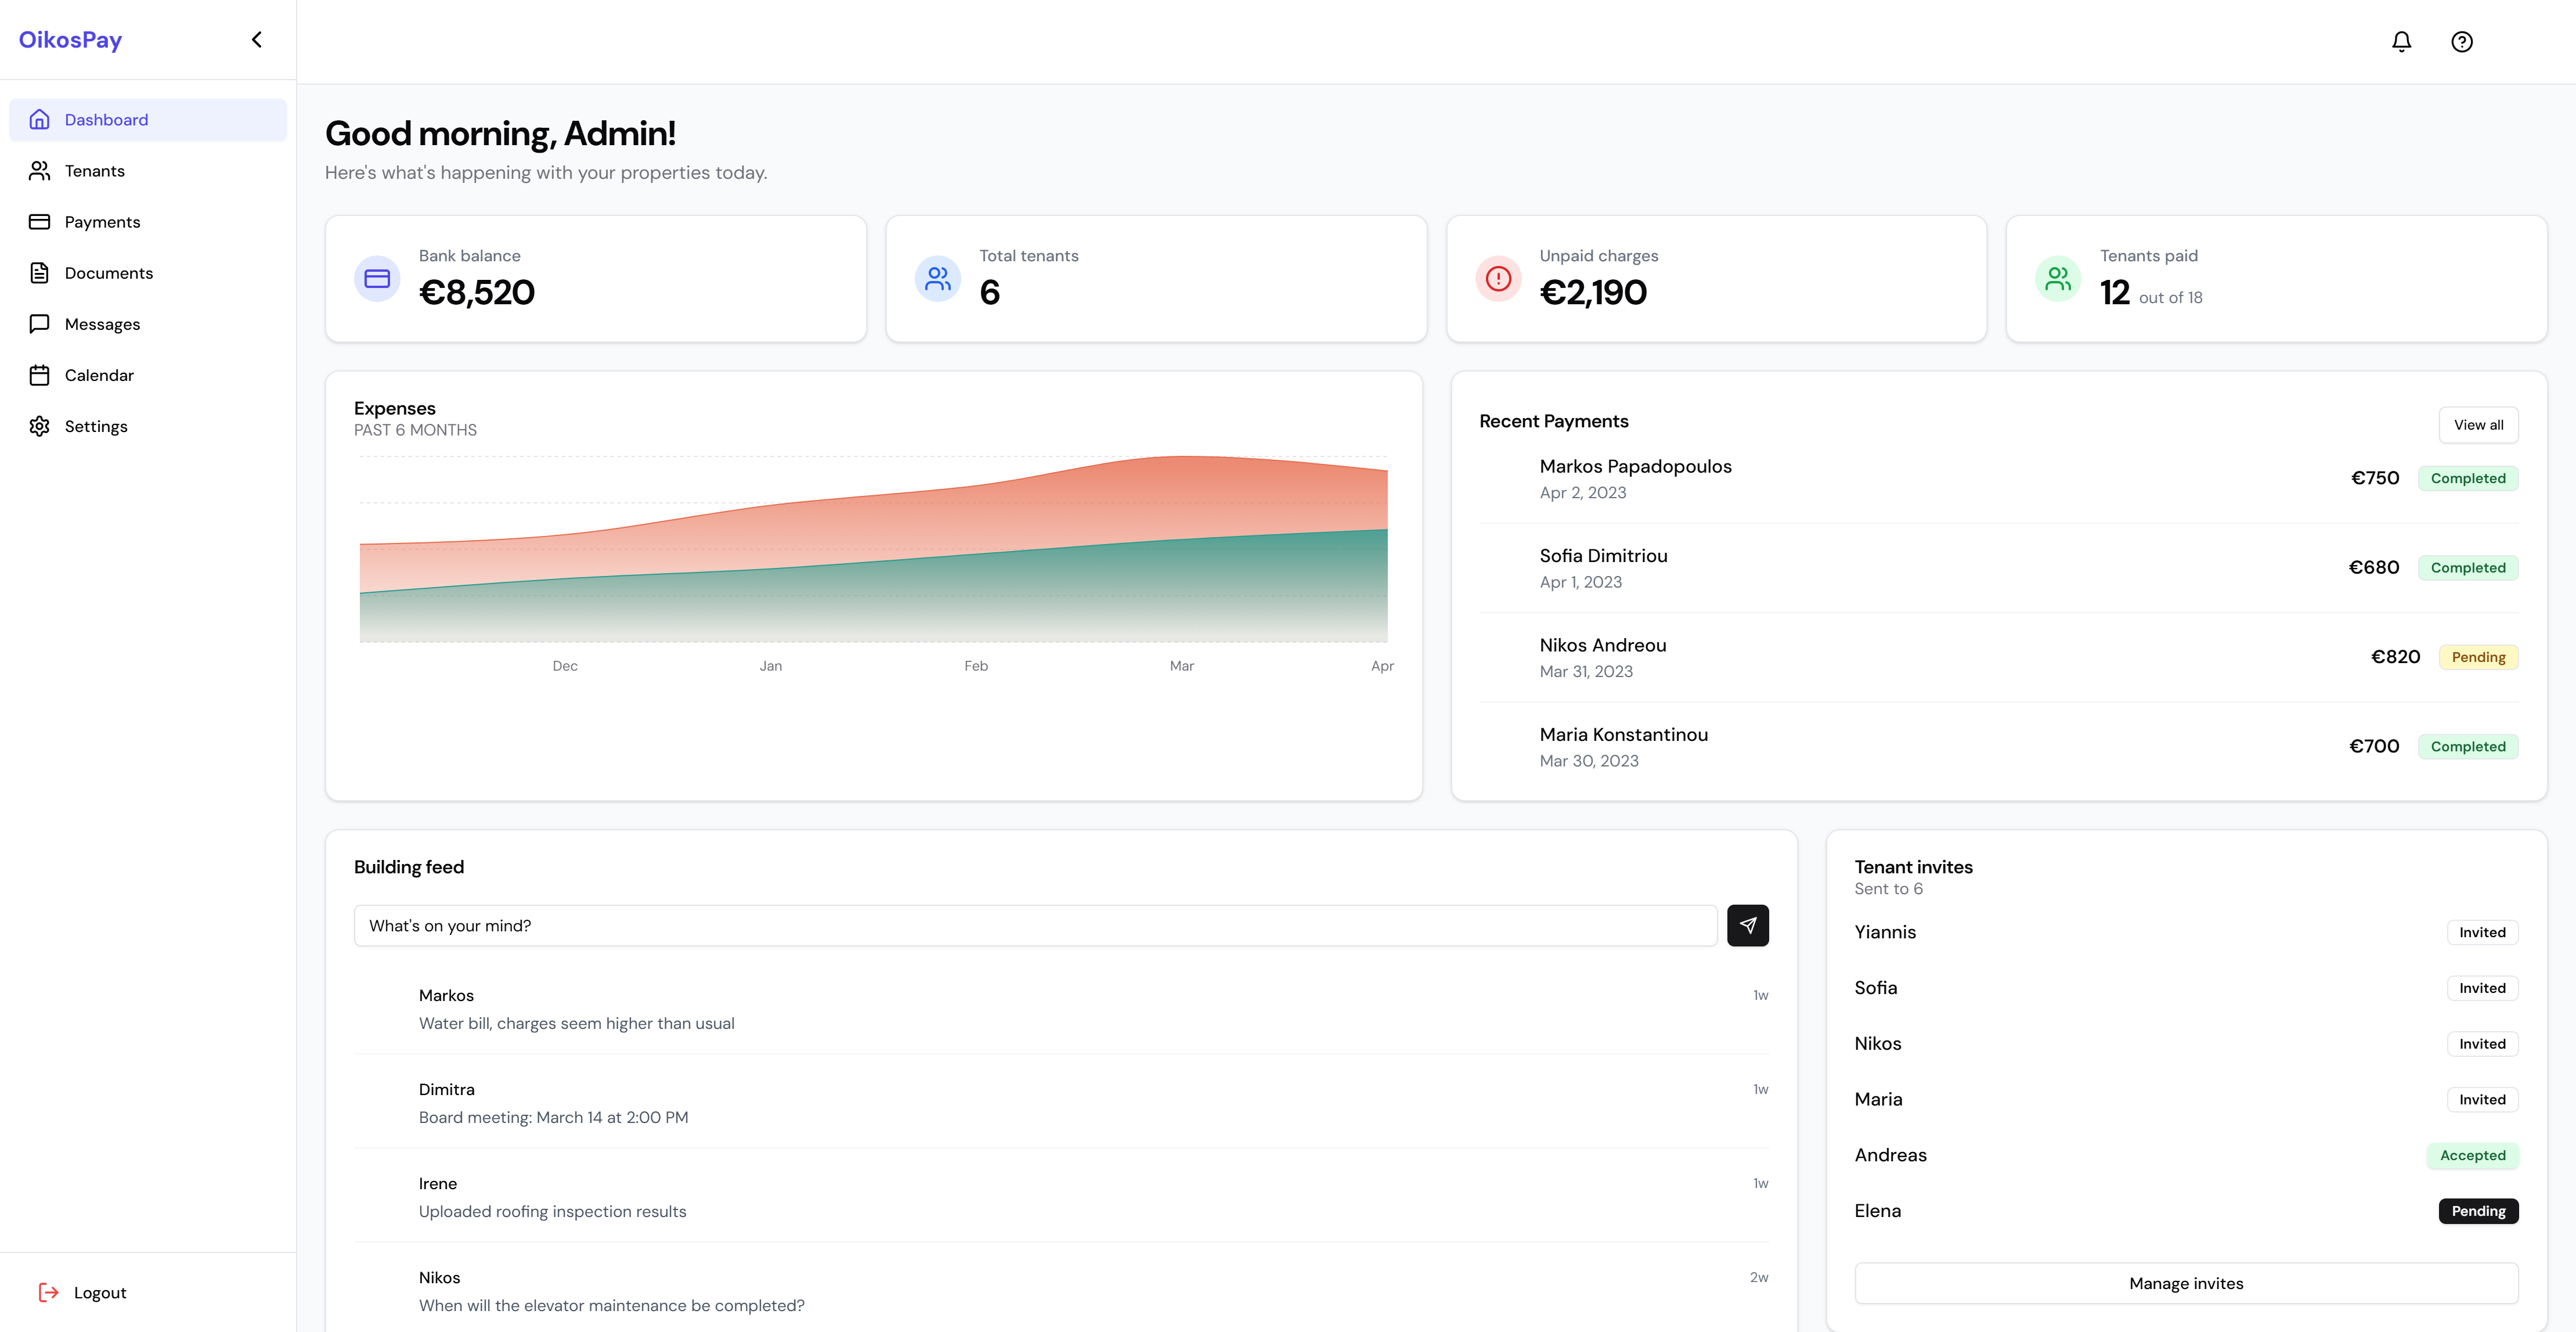 OikosPay
Dashboard
Tenants
Payments
Documents
Messages
Calendar
Settings
Logout
Good morning, Admin!
Here's what's happening with your properties today.
Bank balance
€8,520
Total tenants
6
Unpaid charges
€2,190
Tenants paid
12 out of 18
Expenses
PAST 6 MONTHS
Dec Jan Feb Mar Apr
Recent Payments
View all
Markos Papadopoulos
Apr 2, 2023
€750 Completed
Sofia Dimitriou
Apr 1, 2023
€680 Completed
Nikos Andreou
Mar 31, 2023
€820 Pending
Maria Konstantinou
Mar 30, 2023
€700 Completed
Building feed
What's on your mind?
Markos 1w
Water bill, charges seem higher than usual
Dimitra 1w
Board meeting: March 14 at 2:00 PM
Irene 1w
Uploaded roofing inspection results
Nikos 2w
When will the elevator maintenance be completed?
Tenant invites
Sent to 6
Yiannis Invited
Sofia Invited
Nikos Invited
Maria Invited
Andreas Accepted
Elena Pending
Manage invites